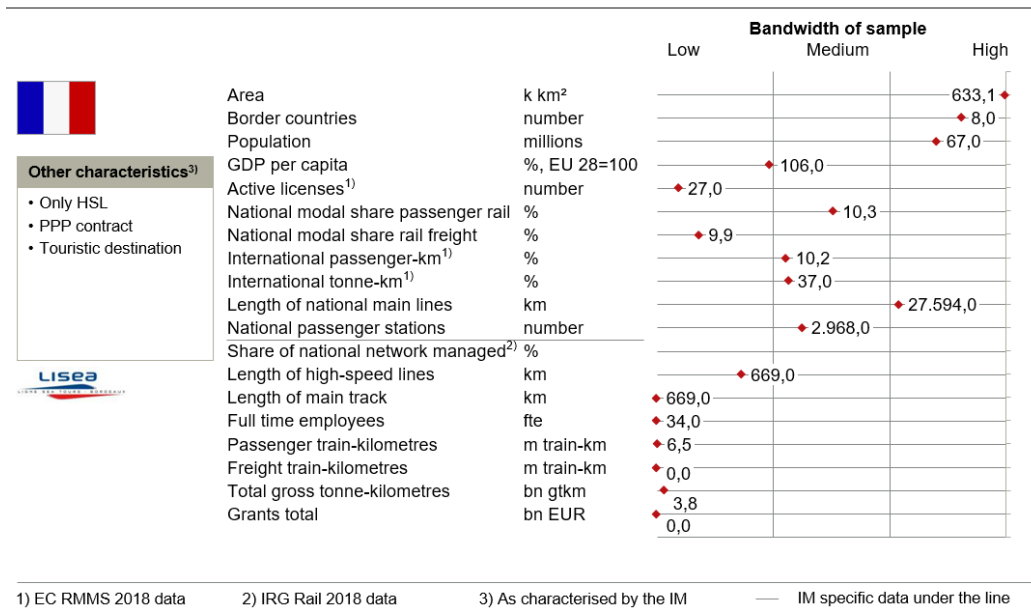 Bandwidth of sample
Low Medium High
Area k km² 633,1
Border countries number 8,0
Population millions 67,0
GDP per capita %, EU 28=100 106,0
Active licenses1) number 27,0
National modal share passenger rail % 10,3
National modal share rail freight % 9,9
International passenger-km1) % 10,2
International tonne-km1) % 37,0
Length of national main lines km 27.594,0
National passenger stations number 2.968,0
Share of national network managed2) %
Length of high-speed lines km 669,0
Length of main track km 669,0
Full time employees fte 34,0
Passenger train-kilometres m train-km 6,5
Freight train-kilometres m train-km 0,0
Total gross tonne-kilometres bn gtkm 3,8
Grants total bn EUR 0,0
Other characteristics3)
• Only HSL
• PPP contract
• Touristic destination
LISEA
LIGNE SEA TOURS - BORDEAUX
1) EC RMMS 2018 data 2) IRG Rail 2018 data 3) As characterised by the IM IM specific data under the line